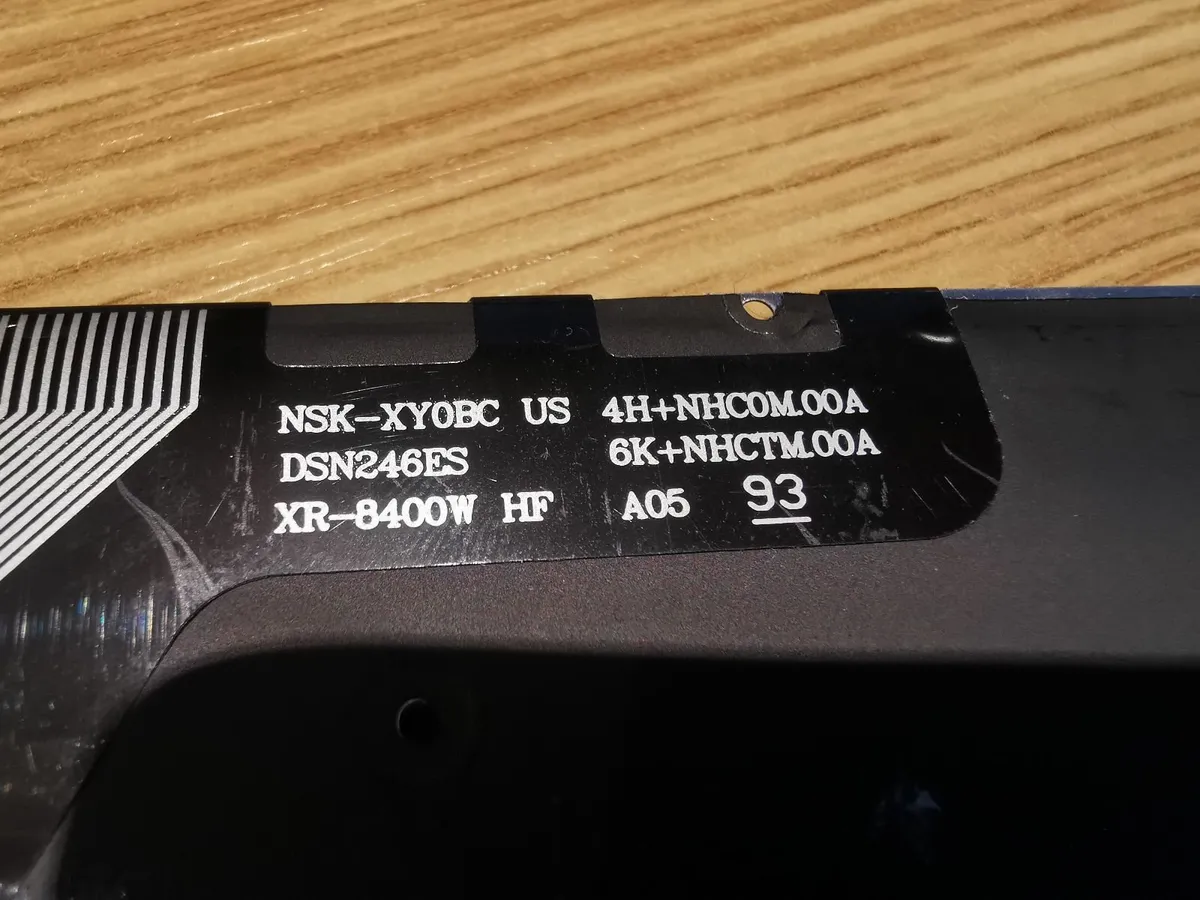 NSK-XY0BC US 4H+NHC0M.00A
DSN246ES 6K+NHCTM.00A
XR-8400W HF A05 93